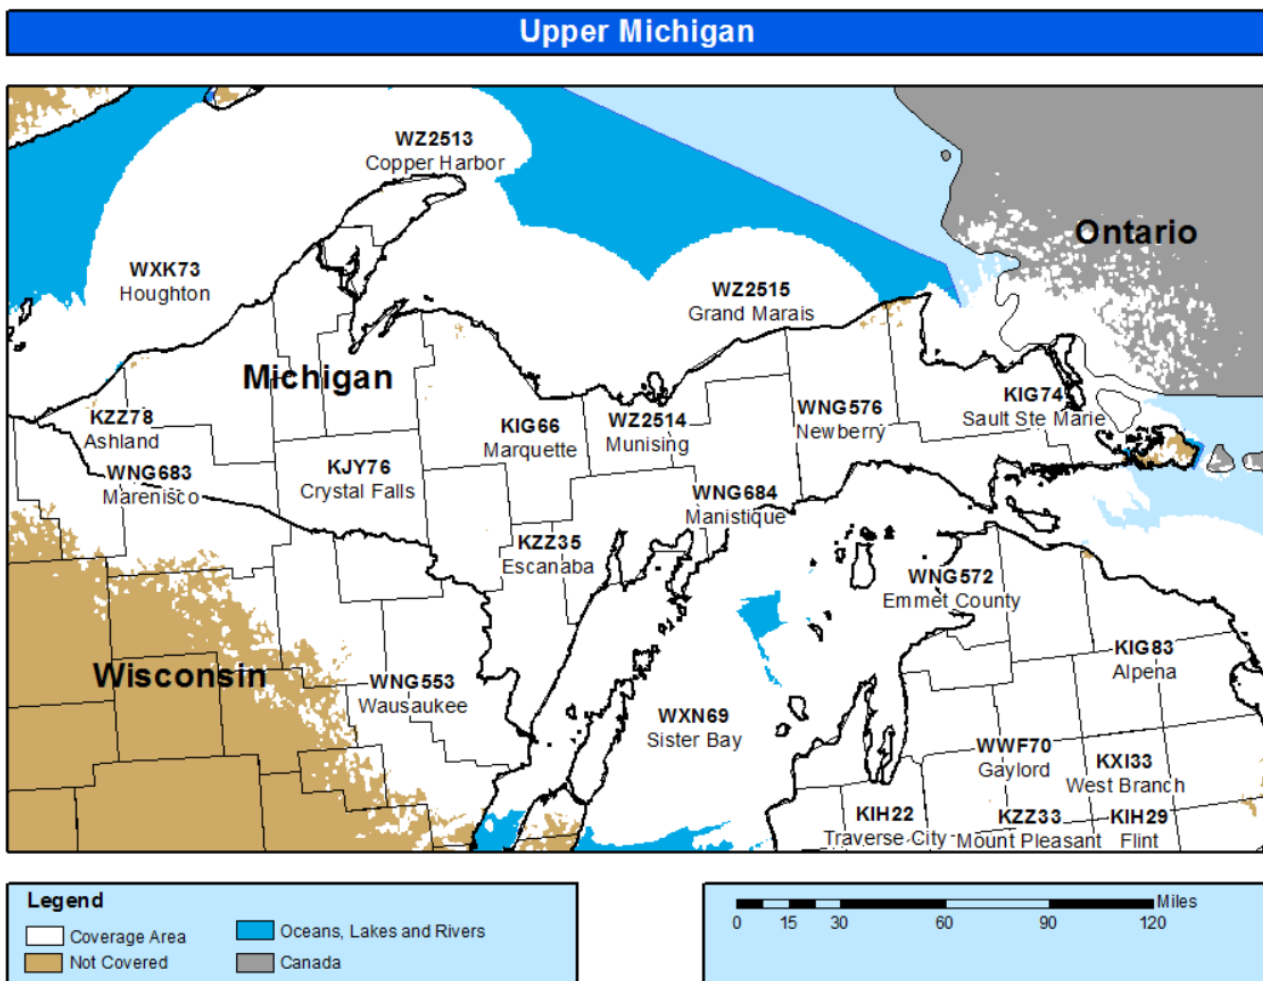 Upper Michigan
WZ2513
Copper Harbor
Ontario
WXK73
Houghton
WZ2515
Grand Marais
Michigan
KZZ78
Ashland
KIG66
Marquette
WZ2514
Munising
WNG576
Newberry
KIG74
Sault Ste Marie
WNG683
Marenisco
KJY76
Crystal Falls
WNG684
Manistique
KZZ35
Escanaba
WNG572
Emmet County
Wisconsin
WNG553
Wausaukee
KIG83
Alpena
WXN69
Sister Bay
WWF70
Gaylord
KXI33
West Branch
KIH22
Traverse City
KZZ33
Mount Pleasant
KIH29
Flint
Legend
Coverage Area
Oceans, Lakes and Rivers
Not Covered
Canada
Miles
0 15 30 60 90 120